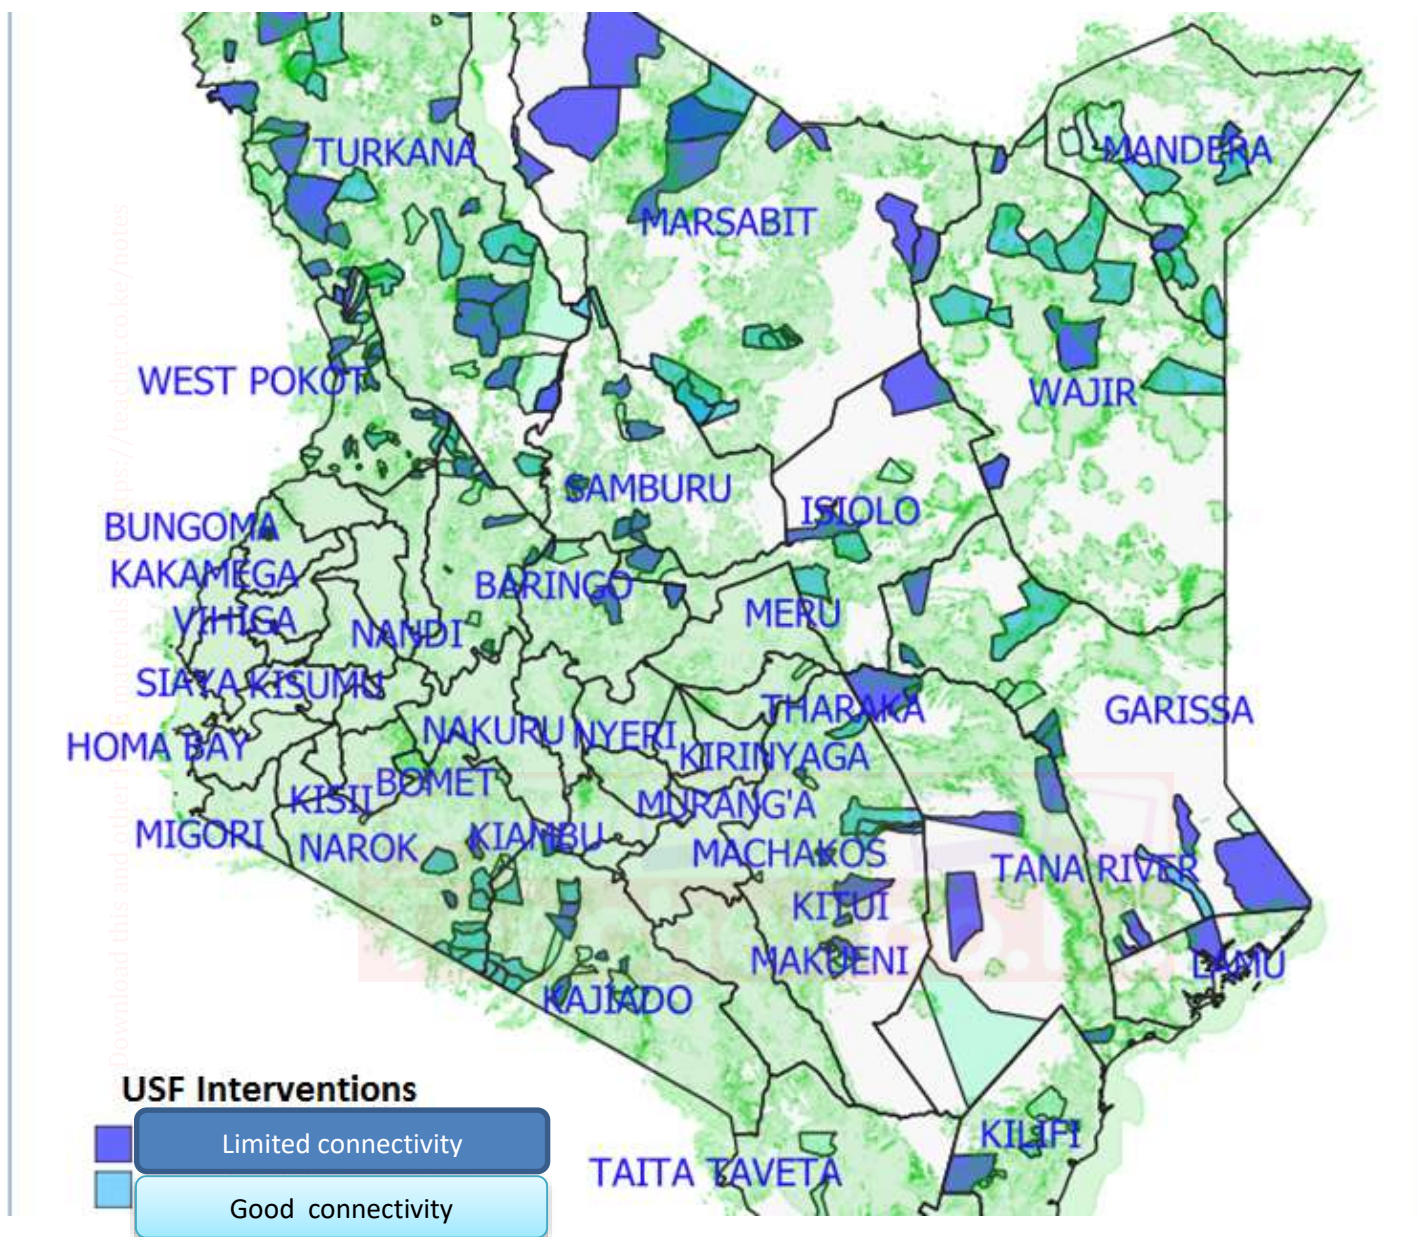 TURKANA
MANDERA
MARSABIT
WEST POKOT
WAJIR
SAMBURU
ISIOLO
BUNGOMA
KAKAMEGA
BARINGO
VIHIGA
MERU
NANDI
SIAYA KISUMU
THARAKA
GARISSA
HOMA BAY
NAKURU
NYERI
KIRINYAGA
BOMET
KISII
MURANG'A
MIGORI
NAROK
KIAMBU
MACHAKOS
TANA RIVER
KITUI
MAKUENI
LAMU
KAJIADO
USF Interventions
Limited connectivity
Good connectivity
KILIFI
TAITA TAVETA